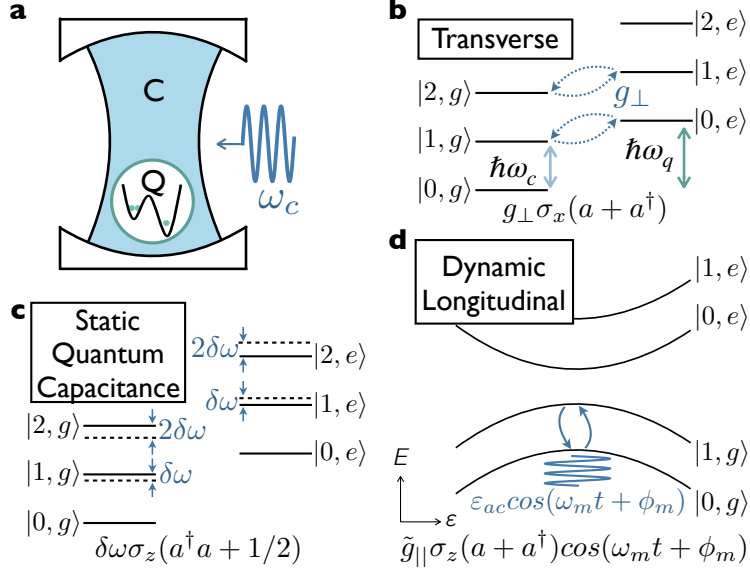 a
C
Q
ω_c
b
Transverse
|2, e⟩
|1, e⟩
|2, g⟩
g_⊥
|0, e⟩
|1, g⟩
ħω_c
ħω_q
|0, g⟩
g_⊥σ_x(a + a†)
c
Static
Quantum
Capacitance
2δω
|2, e⟩
δω
|1, e⟩
|2, g⟩
2δω
|0, e⟩
|1, g⟩
δω
|0, g⟩
δωσ_z(a†a + 1/2)
d
Dynamic
Longitudinal
|1, e⟩
|0, e⟩
|1, g⟩
E
ε_{ac}cos(ω_m t + ϕ_m)
|0, g⟩
ε
g̃_{||}σ_z(a + a†)cos(ω_m t + ϕ_m)